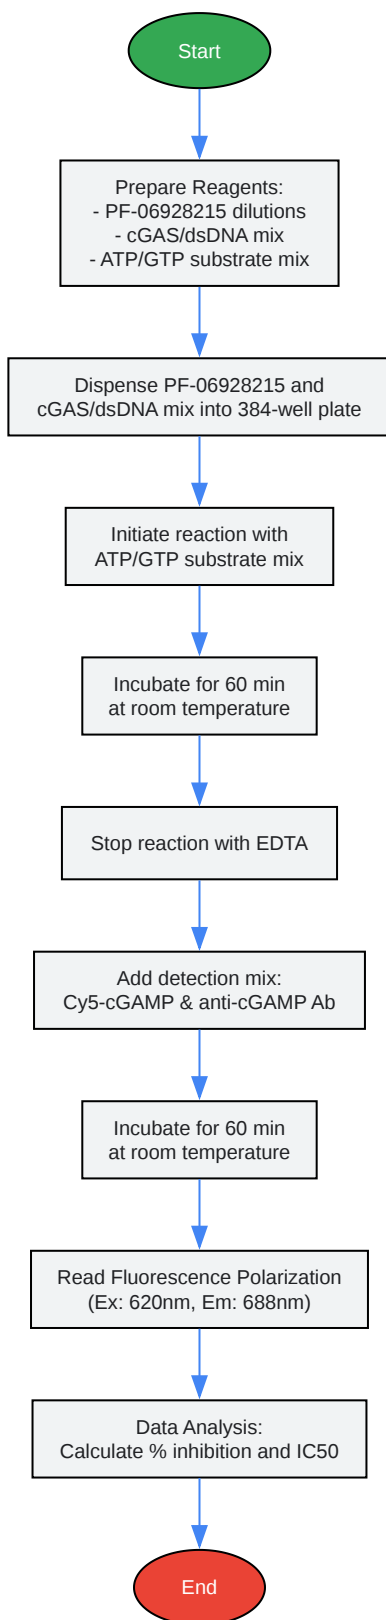 Start
Prepare Reagents:
- PF-06928215 dilutions
- cGAS/dsDNA mix
- ATP/GTP substrate mix
Dispense PF-06928215 and
cGAS/dsDNA mix into 384-well plate
Initiate reaction with
ATP/GTP substrate mix
Incubate for 60 min
at room temperature
Stop reaction with EDTA
Add detection mix:
Cy5-cGAMP & anti-cGAMP Ab
Incubate for 60 min
at room temperature
Read Fluorescence Polarization
(Ex: 620nm, Em: 688nm)
Data Analysis:
Calculate % inhibition and IC50
End